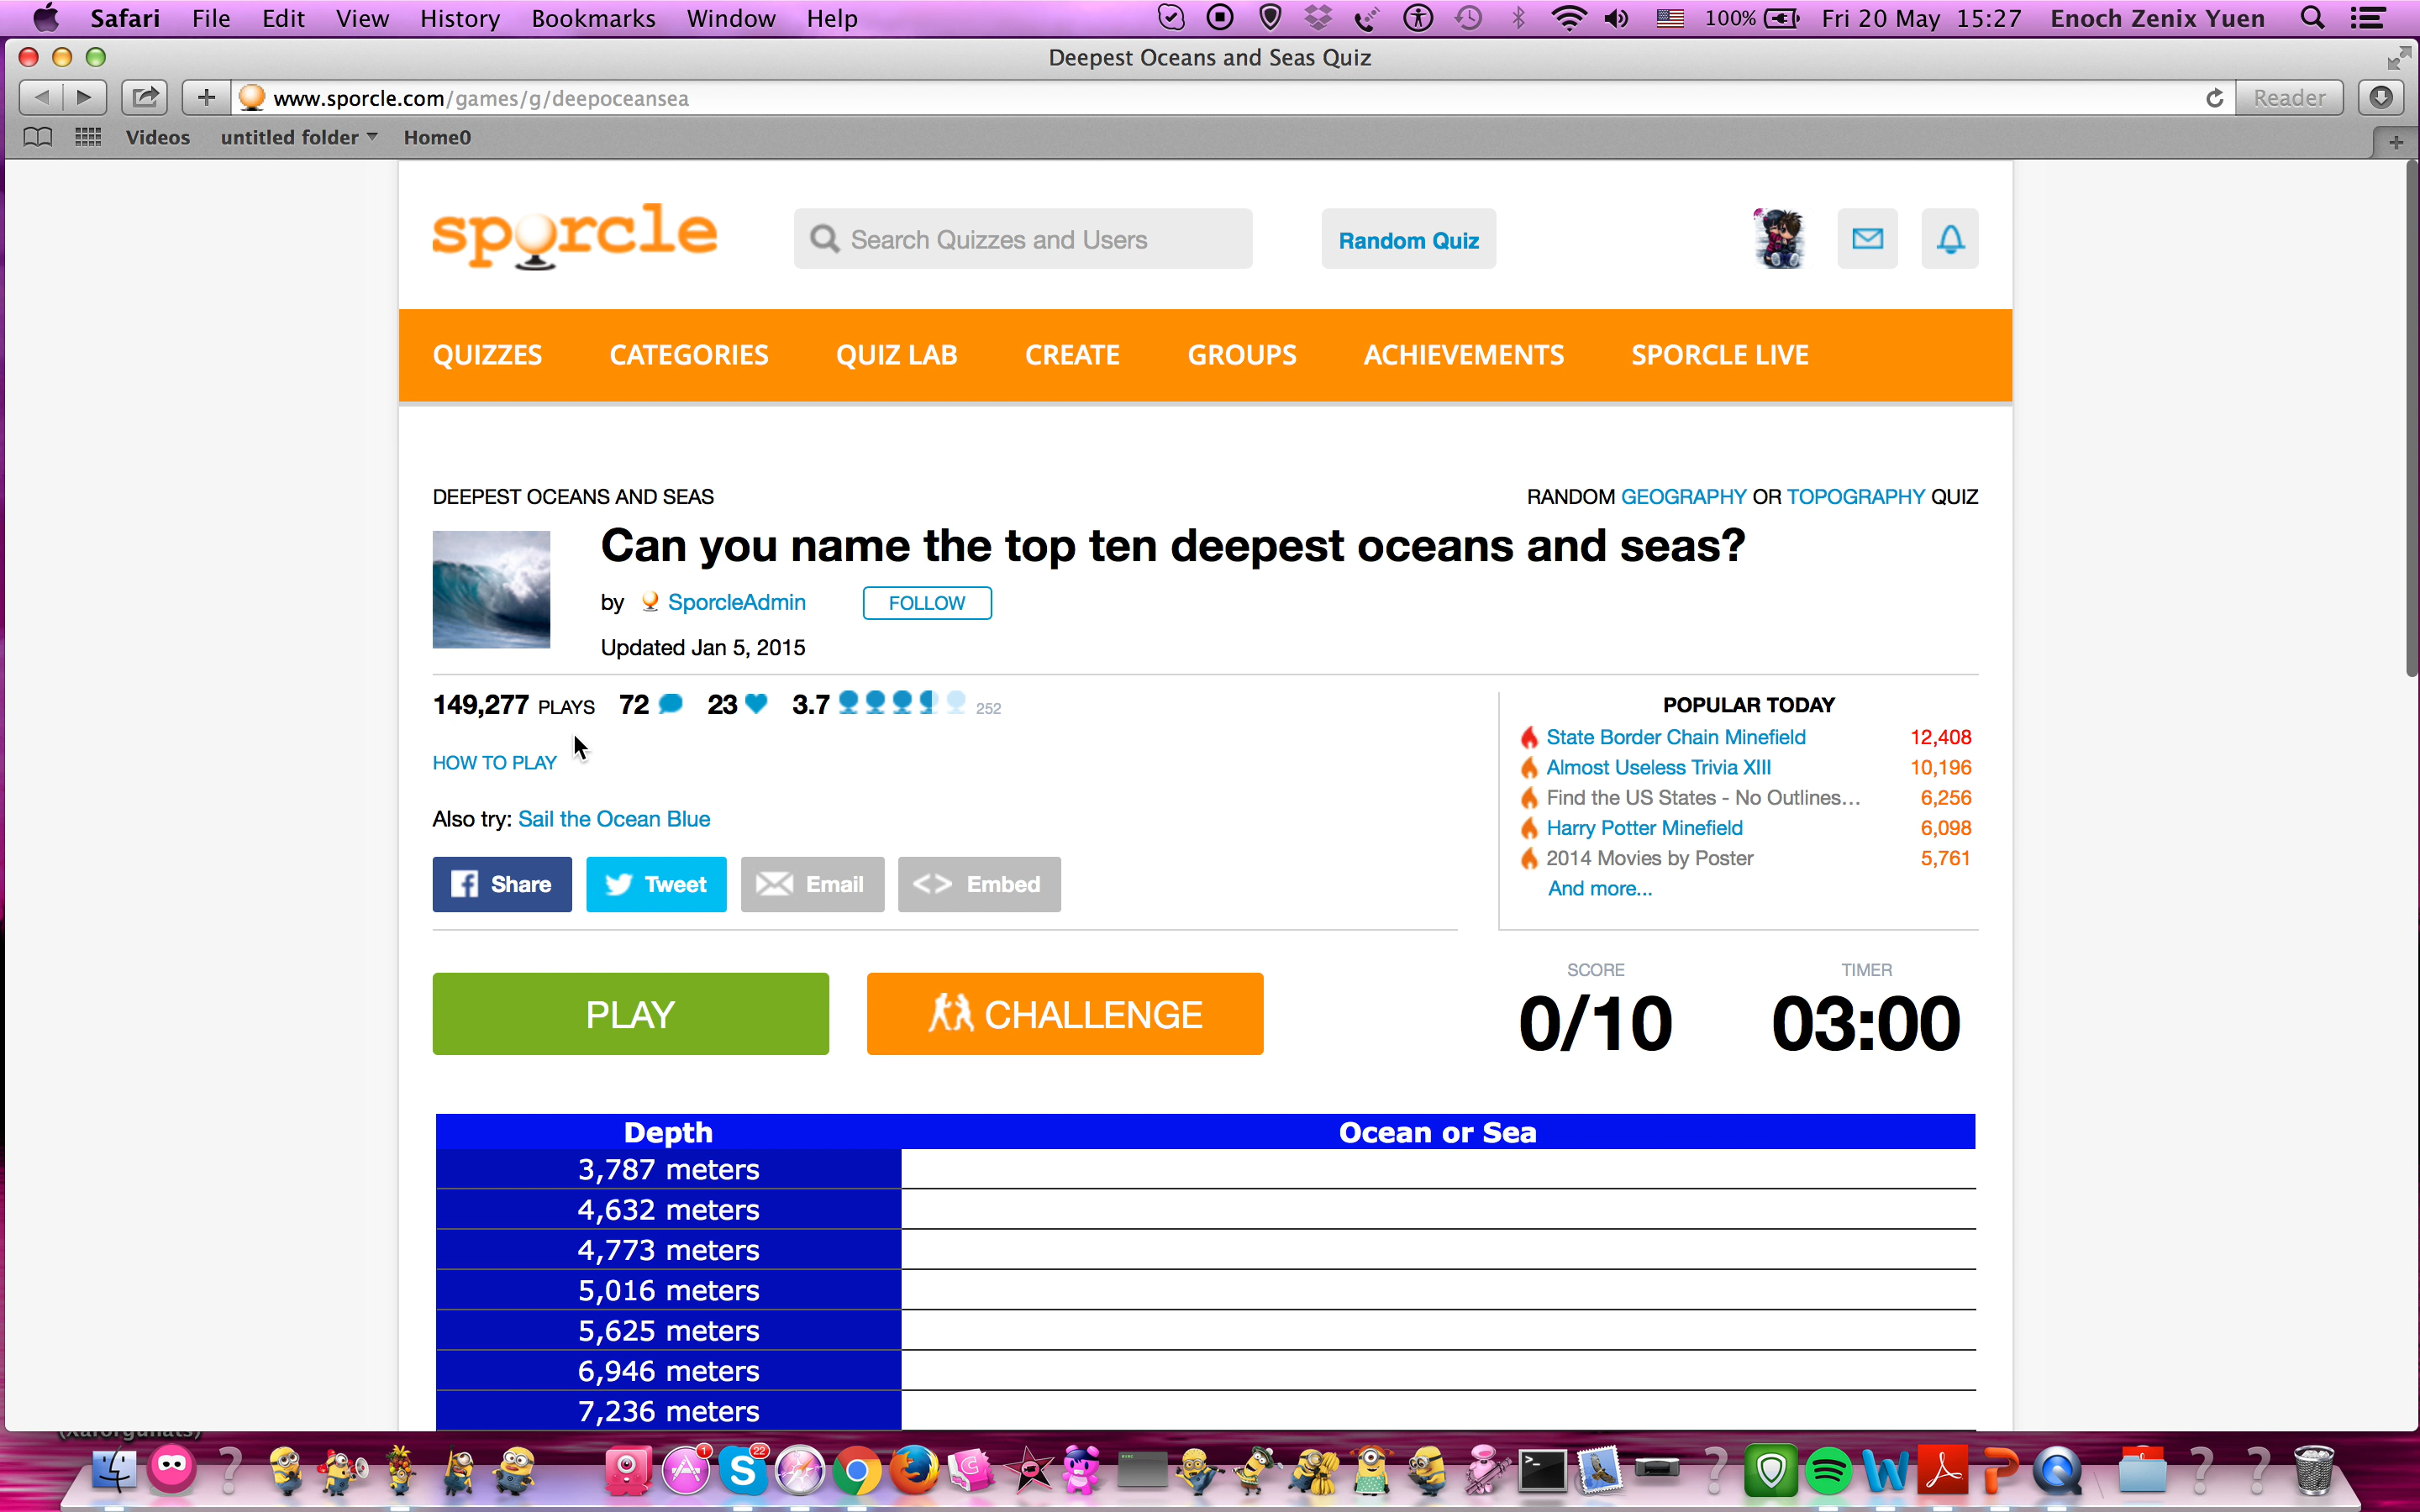 Safari File Edit View History Bookmarks Window Help 100% Fri 20 May 15:27 Enoch Zenix Yuen
Deepest Oceans and Seas Quiz
www.sporcle.com/games/g/deepoceansea Reader
Videos untitled folder Home0
sporcle Search Quizzes and Users Random Quiz
QUIZZES CATEGORIES QUIZ LAB CREATE GROUPS ACHIEVEMENTS SPORCLE LIVE
DEEPEST OCEANS AND SEAS RANDOM GEOGRAPHY OR TOPOGRAPHY QUIZ
Can you name the top ten deepest oceans and seas?
by SporcleAdmin FOLLOW
Updated Jan 5, 2015
149,277 PLAYS 72 23 3.7 252
HOW TO PLAY
Also try: Sail the Ocean Blue
Share Tweet Email Embed
POPULAR TODAY
State Border Chain Minefield 12,408
Almost Useless Trivia XIII 10,196
Find the US States - No Outlines... 6,256
Harry Potter Minefield 6,098
2014 Movies by Poster 5,761
And more...
PLAY CHALLENGE
SCORE TIMER
0/10 03:00
Depth Ocean or Sea
3,787 meters
4,632 meters
4,773 meters
5,016 meters
5,625 meters
6,946 meters
7,236 meters
1 22